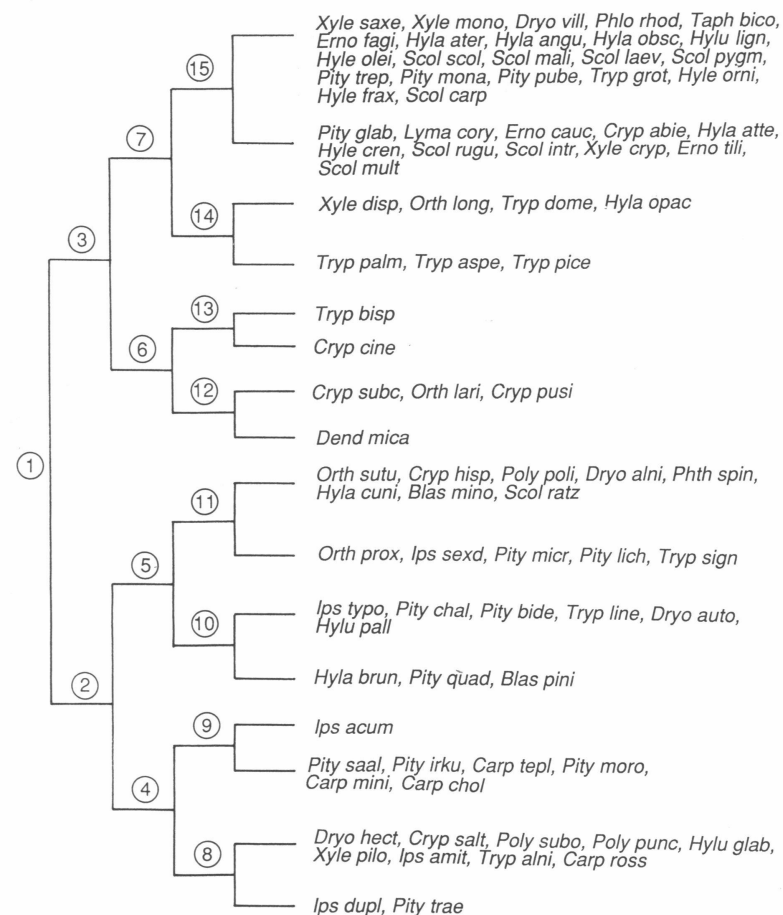 Xyle saxe, Xyle mono, Dryo vill, Phlo rhod, Taph bico,
Erno fagi, Hyla ater, Hyla angu, Hyla obsc, Hylu lign,
Hyle olei, Scol scol, Scol mali, Scol laev, Scol pygm,
Pity trep, Pity mona, Pity pube, Tryp grot, Hyle orni,
Hyle frax, Scol carp
15
Pity glab, Lyma cory, Erno cauc, Cryp abie, Hyla atte,
Hyle cren, Scol rugu, Scol intr, Xyle cryp, Erno tili,
Scol mult
7
Xyle disp, Orth long, Tryp dome, Hyla opac
14
3
Tryp palm, Tryp aspe, Tryp pice
13
Tryp bisp
6
Cryp cine
12
Cryp subc, Orth lari, Cryp pusi
Dend mica
1
Orth sutu, Cryp hisp, Poly poli, Dryo alni, Phth spin,
Hyla cuni, Blas mino, Scol ratz
11
Orth prox, Ips sexd, Pity micr, Pity lich, Tryp sign
5
Ips typo, Pity chal, Pity bide, Tryp line, Dryo auto,
Hylu pall
10
2
Hyla brun, Pity quad, Blas pini
9
Ips acum
Pity saal, Pity irku, Carp tepl, Pity moro,
Carp mini, Carp chol
4
Dryo hect, Cryp salt, Poly subo, Poly punc, Hylu glab,
Xyle pilo, Ips amit, Tryp alni, Carp ross
8
Ips dupl, Pity trae